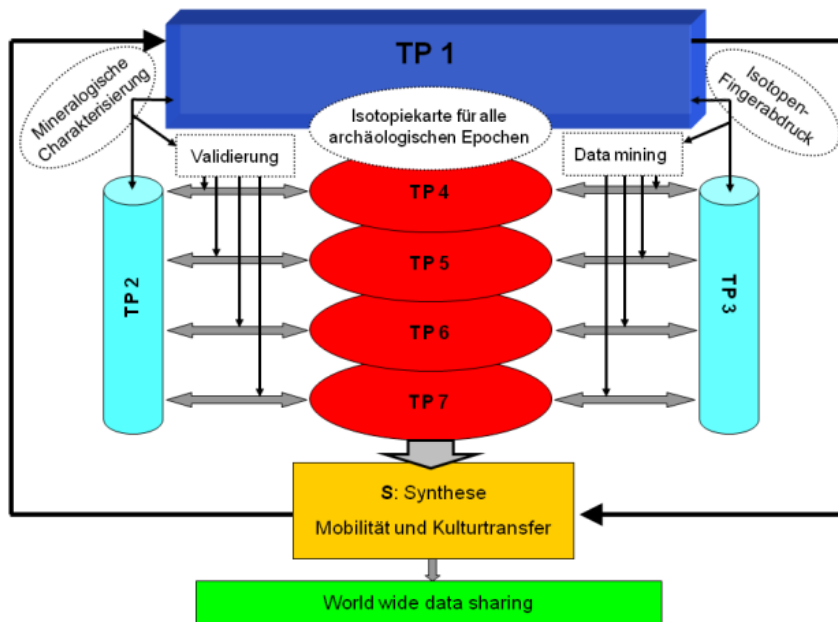 TP 1
Mineralogische
Charakterisierung
Isotopen-
Fingerabdruck
Isotopiekarte für alle
archäologischen Epochen
Validierung
Data mining
TP 4
TP 2
TP 5
TP 3
TP 6
TP 7
S: Synthese
Mobilität und Kulturtransfer
World wide data sharing